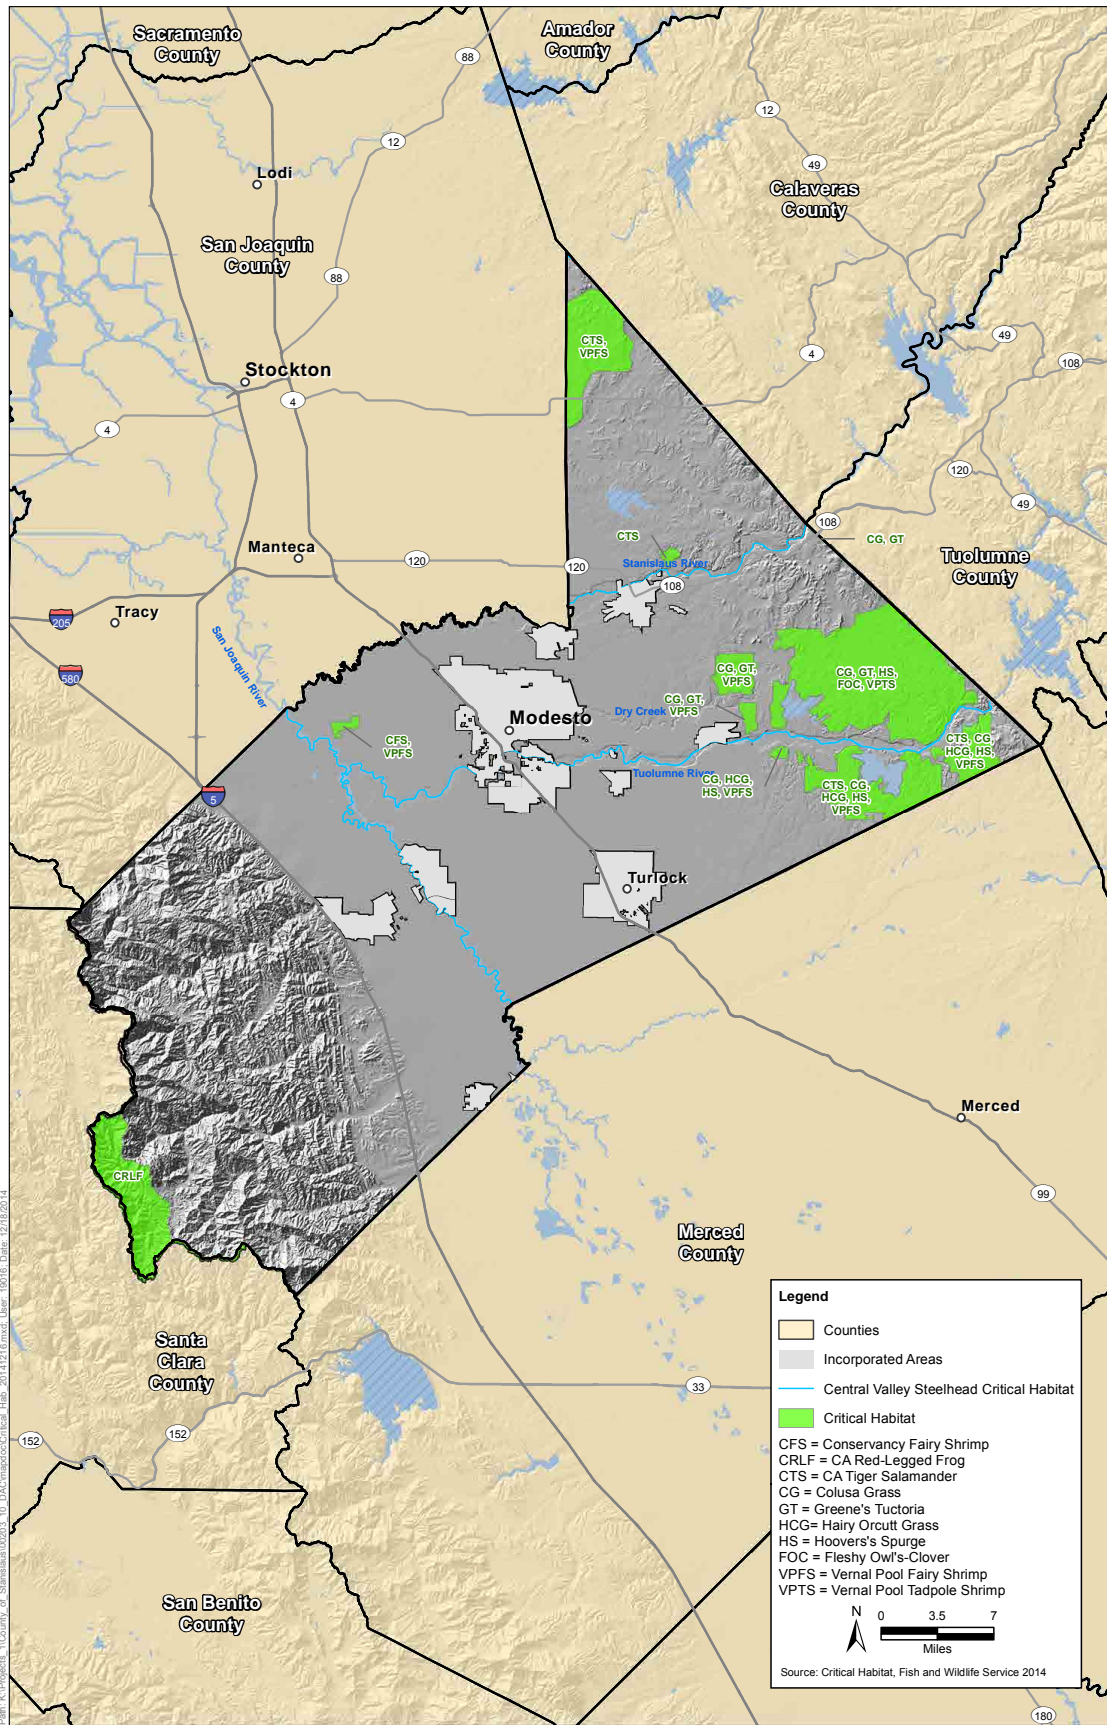 Sacramento
County
Amador
County
88
12
12
Lodi
49
Calaveras
County
San Joaquin
County
88
CTS,
VPFS
49
4
108
Stockton
4
4
120
49
108
CG, GT
Manteca
120
120
CTS
Stanislaus River
108
Tuolumne
County
Tracy
205
580
San Joaquin River
CG, GT,
VPFS
CG, GT, HS,
FOC, VPTS
CG, GT,
VPFS
Dry Creek
Modesto
CFS,
VPFS
CTS, CG,
HCG, HS,
VPFS
Tuolumne River
CG, HCG,
HS, VPFS
CTS, CG,
HCG, HS,
VPFS
5
Turlock
Merced
CRLF
99
Merced
County
Santa
Clara
County
33
152
152
San Benito
County
180
Legend
Counties
Incorporated Areas
Central Valley Steelhead Critical Habitat
Critical Habitat
CFS = Conservancy Fairy Shrimp
CRLF = CA Red-Legged Frog
CTS = CA Tiger Salamander
CG = Colusa Grass
GT = Greene's Tuctoria
HCG= Hairy Orcutt Grass
HS = Hoovers's Spurge
FOC = Fleshy Owl's-Clover
VPFS = Vernal Pool Fairy Shrimp
VPTS = Vernal Pool Tadpole Shrimp
N
0 3.5 7
Miles
Source: Critical Habitat, Fish and Wildlife Service 2014